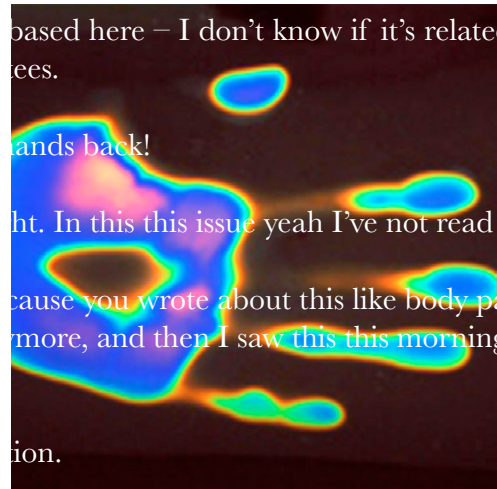 based here – I don’t know if it’s relate
tees.
hands back!
ht. In this this issue yeah I’ve not read
cause you wrote about this like body pa
ymore, and then I saw this this morning
tion.